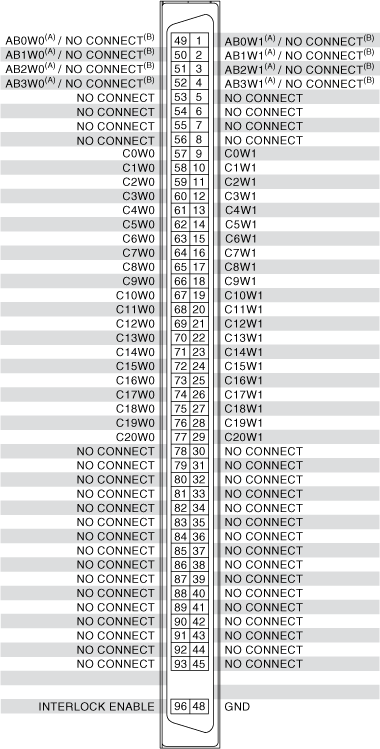 AB0W0(A) / NO CONNECT(B) 49 1 AB0W1(A) / NO CONNECT(B)
AB1W0(A) / NO CONNECT(B) 50 2 AB1W1(A) / NO CONNECT(B)
AB2W0(A) / NO CONNECT(B) 51 3 AB2W1(A) / NO CONNECT(B)
AB3W0(A) / NO CONNECT(B) 52 4 AB3W1(A) / NO CONNECT(B)
NO CONNECT 53 5 NO CONNECT
NO CONNECT 54 6 NO CONNECT
NO CONNECT 55 7 NO CONNECT
NO CONNECT 56 8 NO CONNECT
C0W0 57 9 C0W1
C1W0 58 10 C1W1
C2W0 59 11 C2W1
C3W0 60 12 C3W1
C4W0 61 13 C4W1
C5W0 62 14 C5W1
C6W0 63 15 C6W1
C7W0 64 16 C7W1
C8W0 65 17 C8W1
C9W0 66 18 C9W1
C10W0 67 19 C10W1
C11W0 68 20 C11W1
C12W0 69 21 C12W1
C13W0 70 22 C13W1
C14W0 71 23 C14W1
C15W0 72 24 C15W1
C16W0 73 25 C16W1
C17W0 74 26 C17W1
C18W0 75 27 C18W1
C19W0 76 28 C19W1
C20W0 77 29 C20W1
NO CONNECT 78 30 NO CONNECT
NO CONNECT 79 31 NO CONNECT
NO CONNECT 80 32 NO CONNECT
NO CONNECT 81 33 NO CONNECT
NO CONNECT 82 34 NO CONNECT
NO CONNECT 83 35 NO CONNECT
NO CONNECT 84 36 NO CONNECT
NO CONNECT 85 37 NO CONNECT
NO CONNECT 86 38 NO CONNECT
NO CONNECT 87 39 NO CONNECT
NO CONNECT 88 40 NO CONNECT
NO CONNECT 89 41 NO CONNECT
NO CONNECT 90 42 NO CONNECT
NO CONNECT 91 43 NO CONNECT
NO CONNECT 92 44 NO CONNECT
NO CONNECT 93 45 NO CONNECT
INTERLOCK ENABLE 96 48 GND